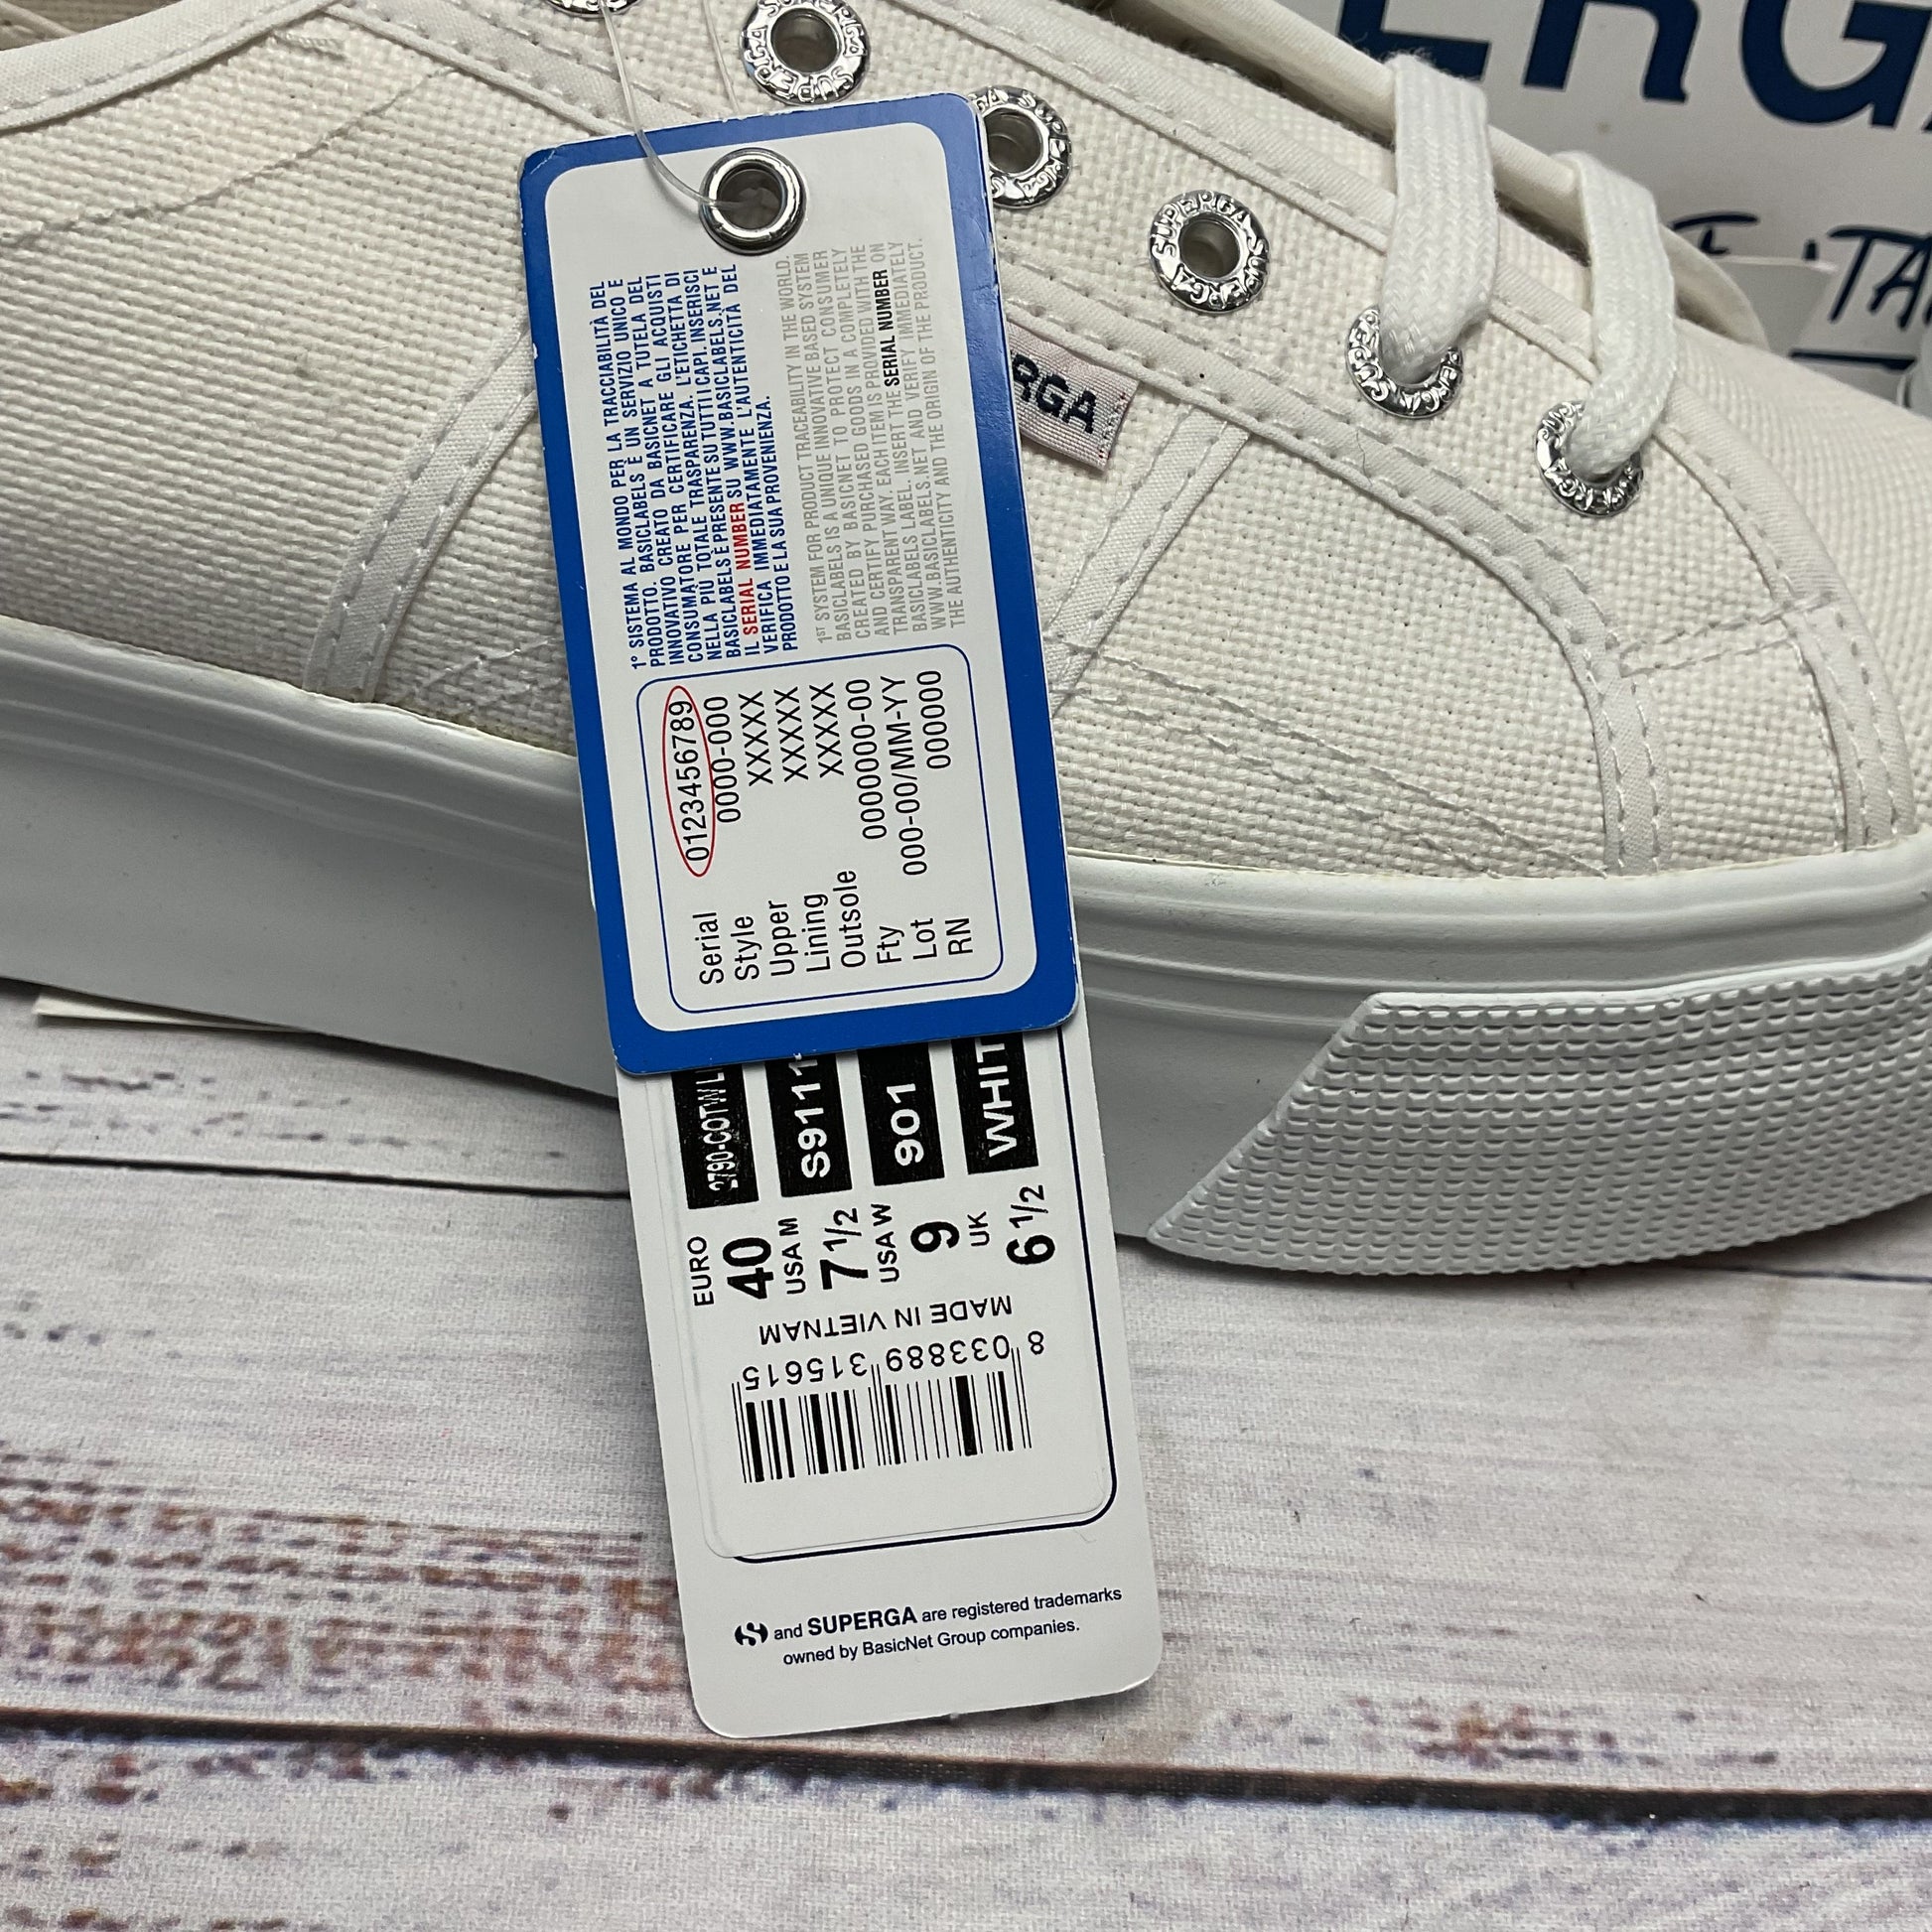 1° SISTEMA AL MONDO PER LA TRACCIABILITÀ DEL
PRODOTTO. BASICLABELS È UN SERVIZIO UNICO E
INNOVATIVO CREATO DA BASICNET A TUTELA DEL
CONSUMATORE PER CERTIFICARE GLI ACQUISTI
NELLA PIÙ TOTALE TRASPARENZA. L'ETICHETTA DI
BASICLABELS È PRESENTE SU TUTTI I CAPI. INSERISCI
IL SERIAL NUMBER SU WWW.BASICLABELS.NET E
VERIFICA IMMEDIATAMENTE L'AUTENTICITÀ DEL
PRODOTTO E LA SUA PROVENIENZA.
1ST SYSTEM FOR PRODUCT TRACEABILITY IN THE WORLD.
BASICLABELS IS A UNIQUE INNOVATIVE BASED SYSTEM
CREATED BY BASICNET TO PROTECT CONSUMER
AND CERTIFY PURCHASED GOODS IN A COMPLETELY
TRANSPARENT WAY. EACH ITEM IS PROVIDED WITH THE
BASICLABELS LABEL. INSERT THE SERIAL NUMBER ON
WWW.BASICLABELS.NET AND VERIFY IMMEDIATELY
THE AUTHENTICITY AND THE ORIGIN OF THE PRODUCT.
Serial 0123456789
Style 0000-000
Upper XXXXX
Lining XXXXX
Outsole XXXXX
Fty 0000000-00
Lot 000-00/MM-YY
RN 000000
2790-COTW L
S9111
901
WHIT
EURO
40
USA M
7 1/2
USA W
9
UK
6 1/2
MADE IN VIETNAM
8 033889 315615
S and SUPERGA are registered trademarks
owned by BasicNet Group companies.
RGA
SUPERGA
SUPERGA
SUPERGA
ERGA